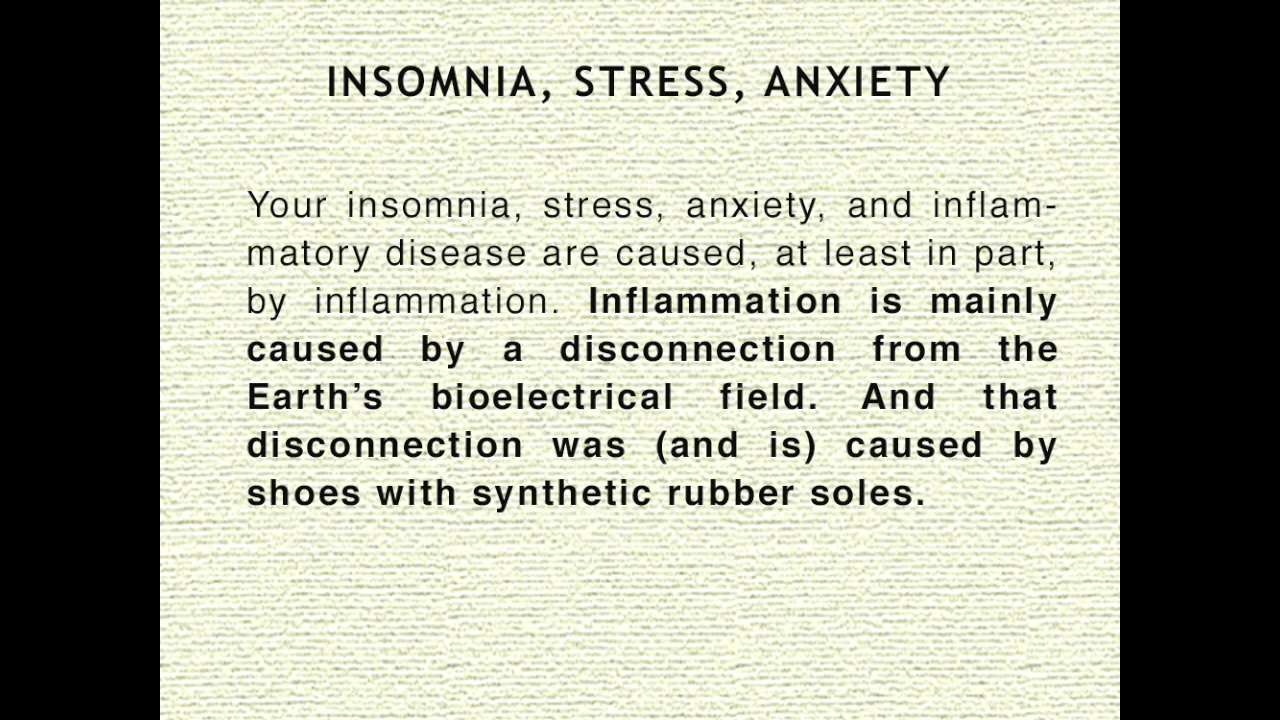 INSOMNIA, STRESS, ANXIETY
Your insomnia, stress, anxiety, and inflam-
matory disease are caused, at least in part,
by inflammation. Inflammation is mainly
caused by a disconnection from the
Earth’s bioelectrical field. And that
disconnection was (and is) caused by
shoes with synthetic rubber soles.